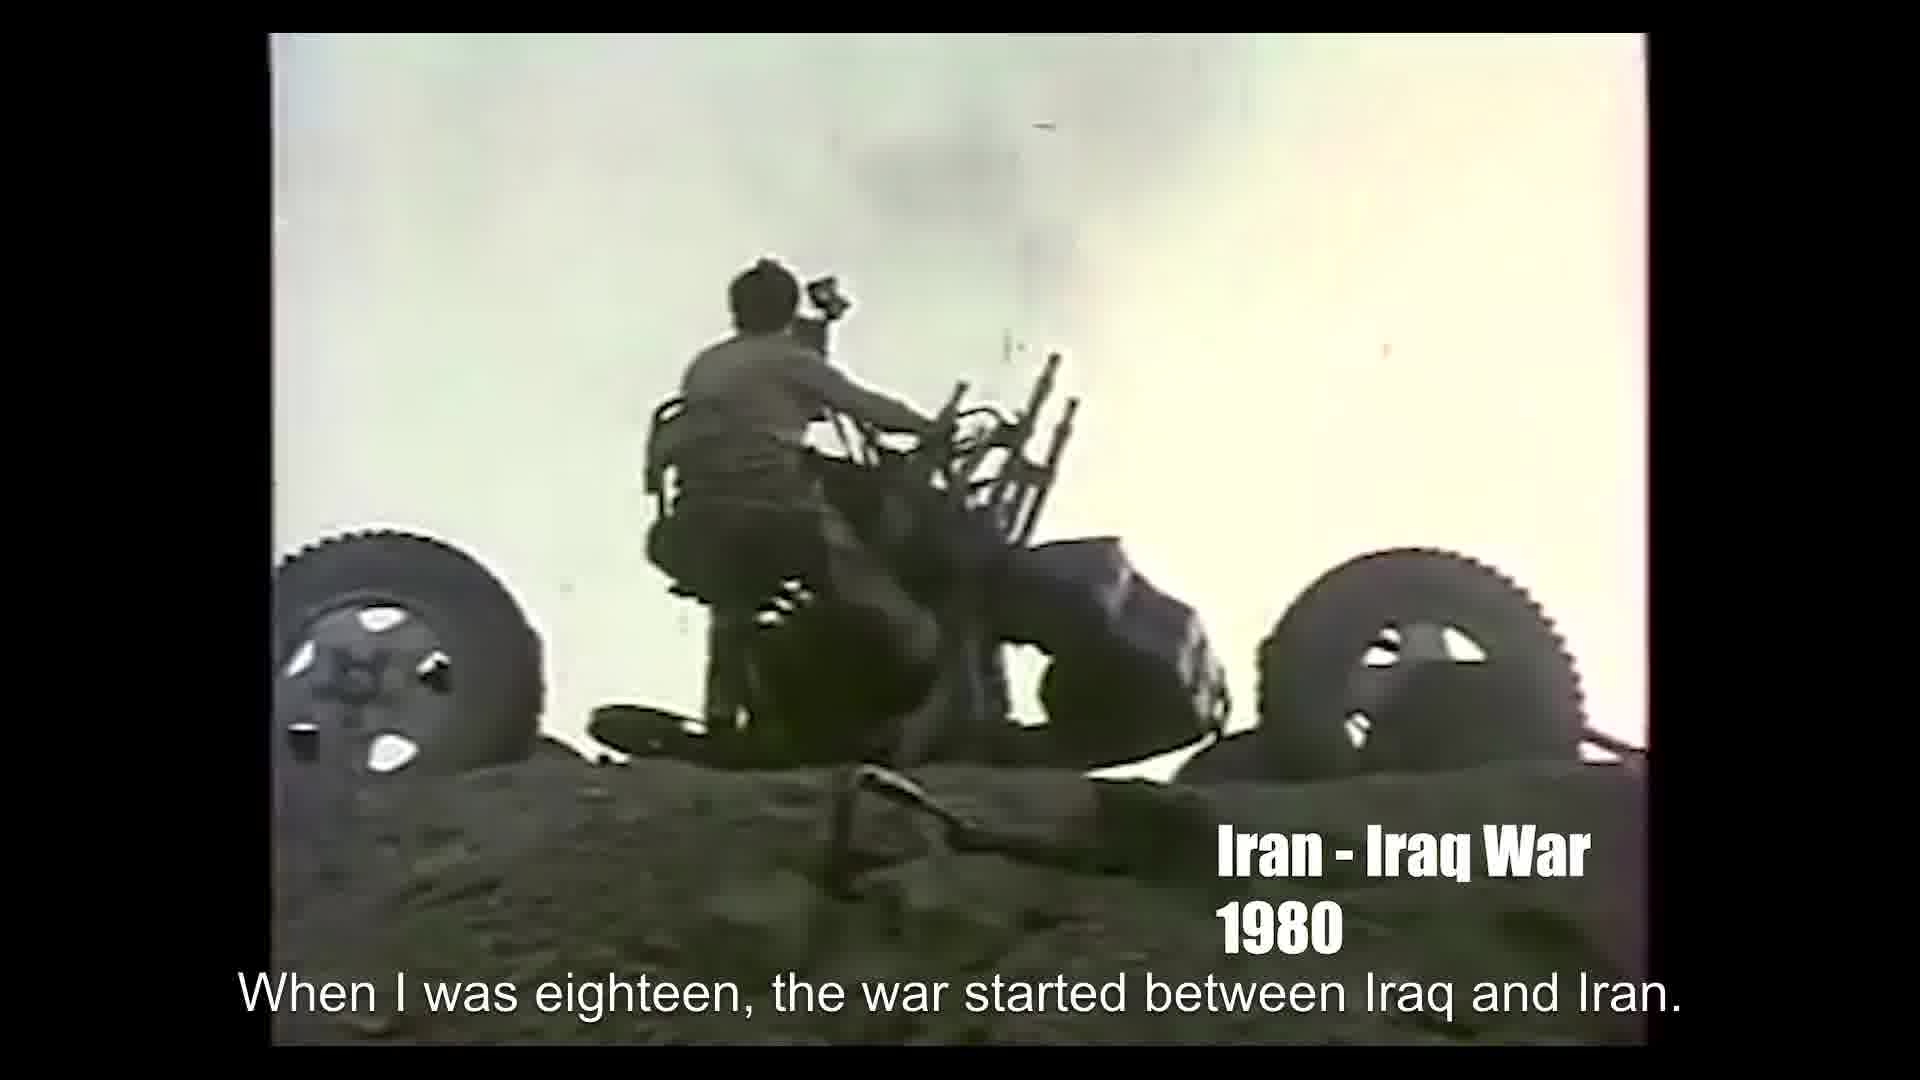 Iran - Iraq War
1980
When I was eighteen, the war started between Iraq and Iran.